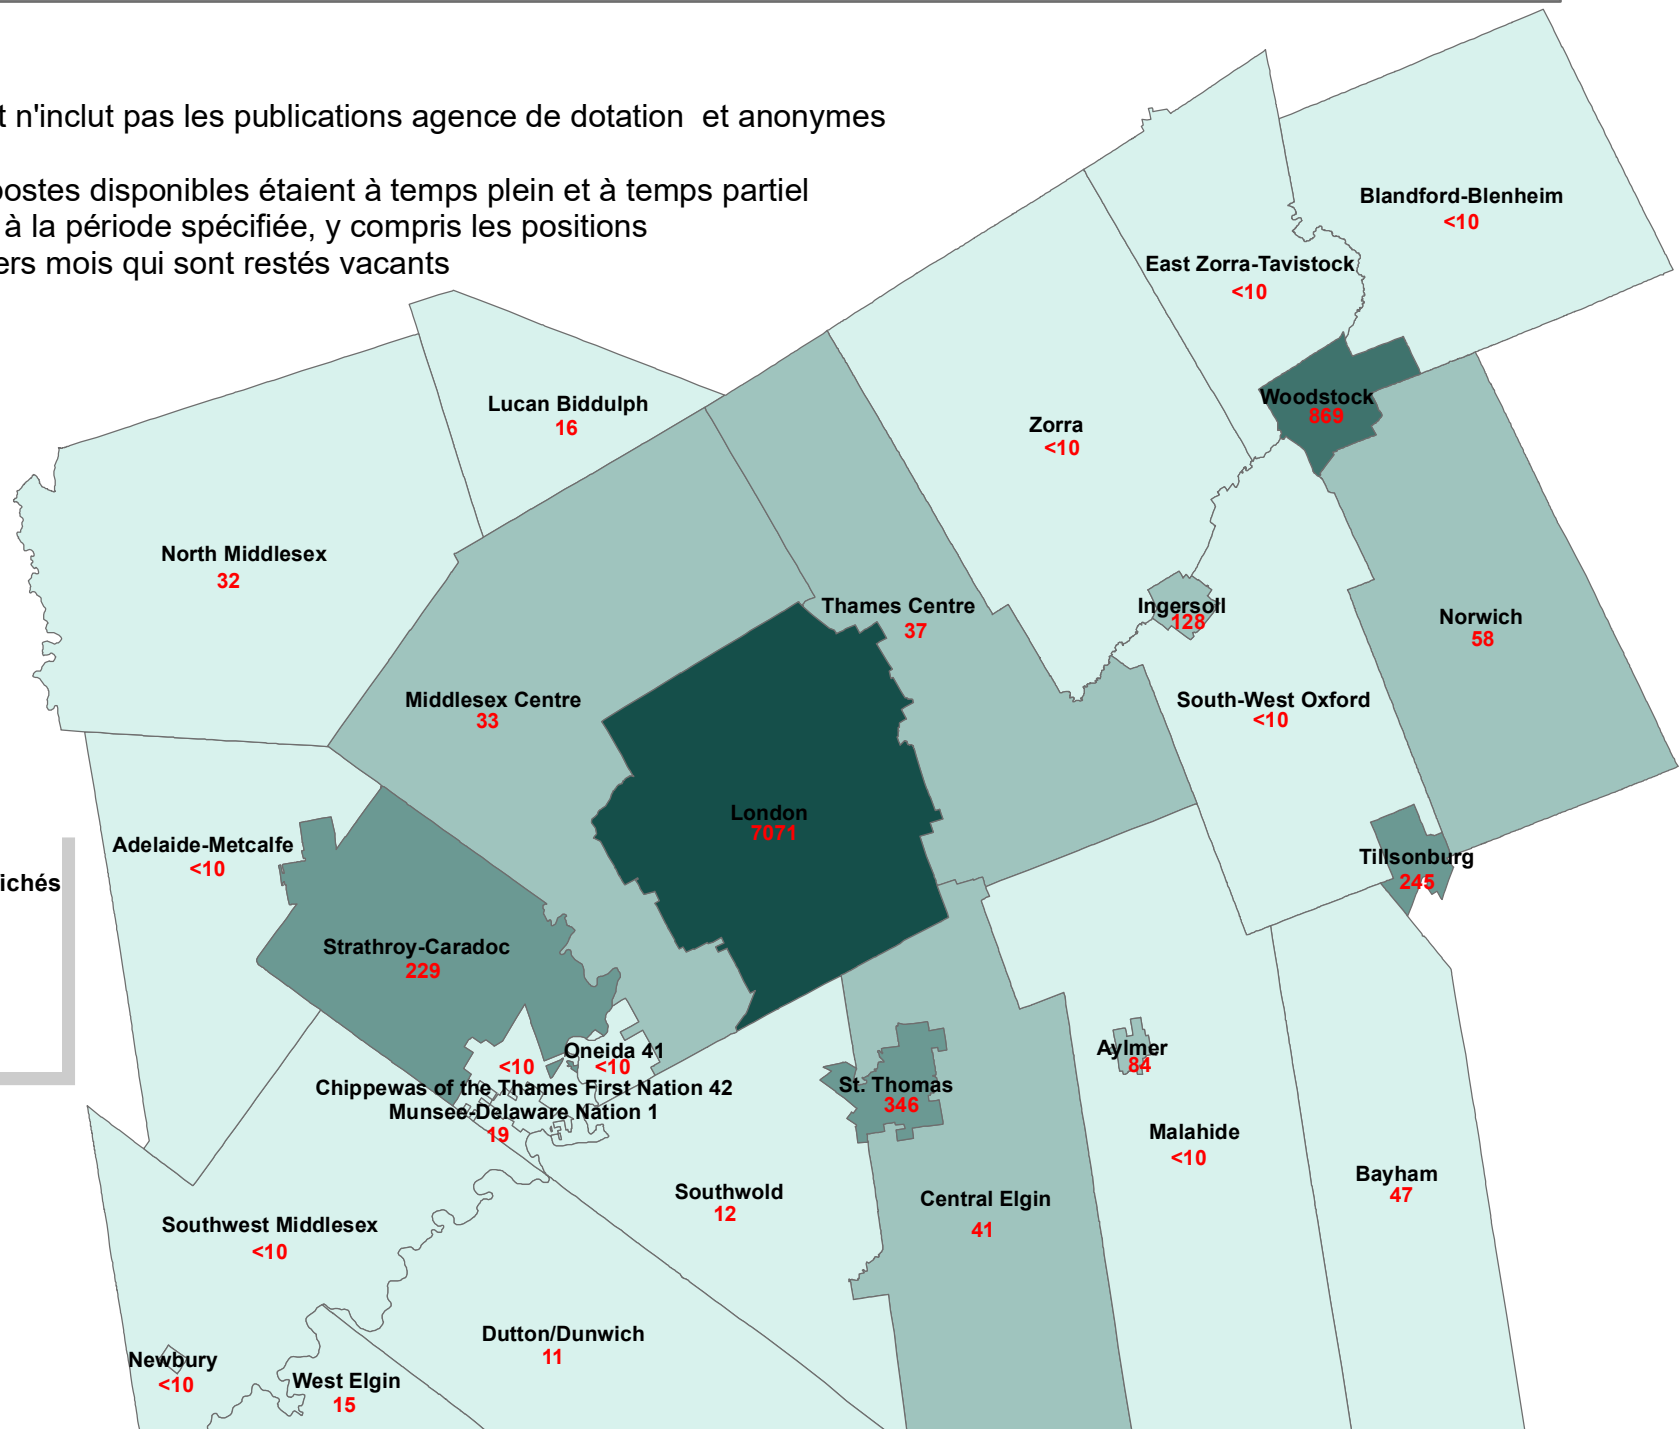 t n'inclut pas les publications agence de dotation et anonymes
postes disponibles étaient à temps plein et à temps partiel
à la période spécifiée, y compris les positions
ers mois qui sont restés vacants
Blandford-Blenheim
<10
East Zorra-Tavistock
<10
Woodstock
869
Lucan Biddulph
16
Zorra
<10
North Middlesex
32
Thames Centre
37
Ingersoll
128
Norwich
58
Middlesex Centre
33
South-West Oxford
<10
London
7071
Adelaide-Metcalfe
<10
Tillsonburg
245
ichés
Strathroy-Caradoc
229
Oneida 41
<10
<10
Chippewas of the Thames First Nation 42
Munsee-Delaware Nation 1
19
Aylmer
84
St. Thomas
346
Malahide
<10
Bayham
47
Southwold
12
Central Elgin
41
Southwest Middlesex
<10
Dutton/Dunwich
11
Newbury
<10
West Elgin
15